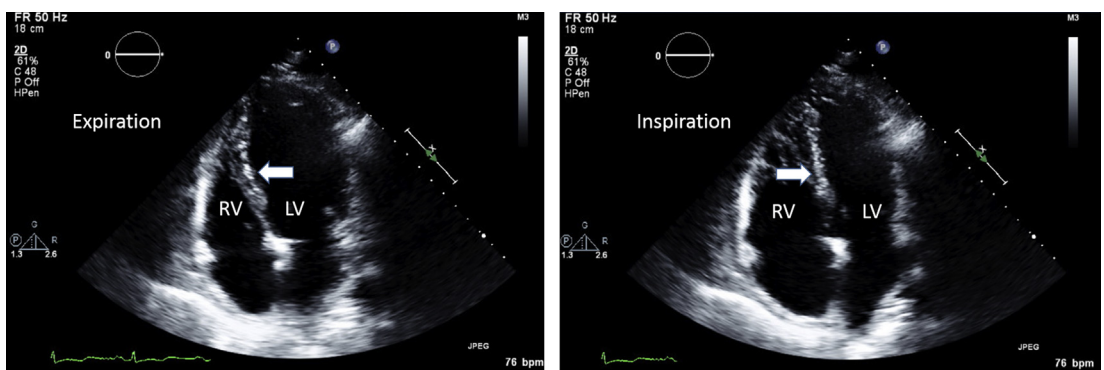 FR 50 Hz
18 cm
M3
2D
61%
C 48
P Off
HPen
0
P
Expiration
X
RV
LV
G
P
R
1.3
2.6
JPEG
76 bpm
FR 50 Hz
18 cm
M3
2D
61%
C 48
P Off
HPen
0
P
Inspiration
X
RV
LV
G
P
R
1.3
2.6
JPEG
76 bpm